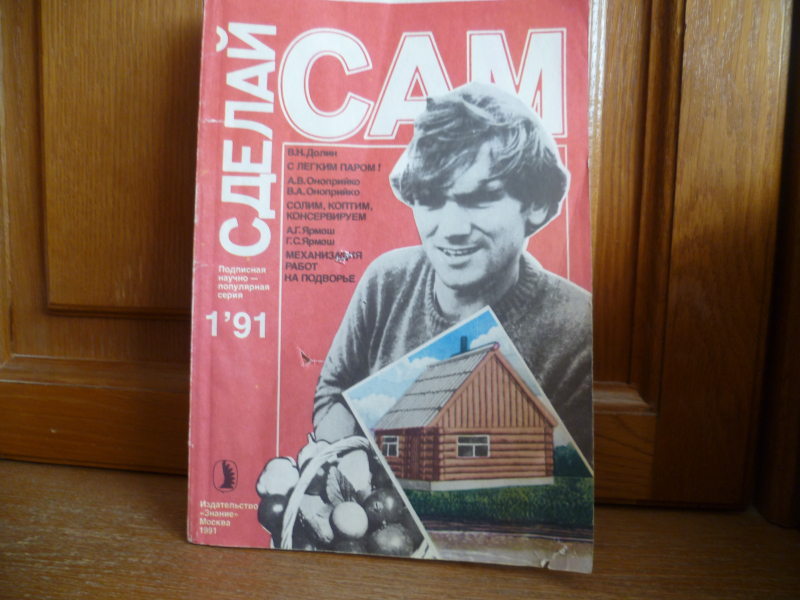 СДЕЛАЙ
САМ
В.Н.Долин
С ЛЕГКИМ ПАРОМ!
А.В.Оноприйко
В.А.Оноприйко
СОЛИМ, КОПТИМ,
КОНСЕРВИРУЕМ
А.Г.Ярмош
Г.С.Ярмош
МЕХАНИЗАЦИЯ
РАБОТ
НА ПОДВОРЬЕ
Подписная
научно —
популярная
серия
1'91
Издательство
«Знание»
Москва
1991